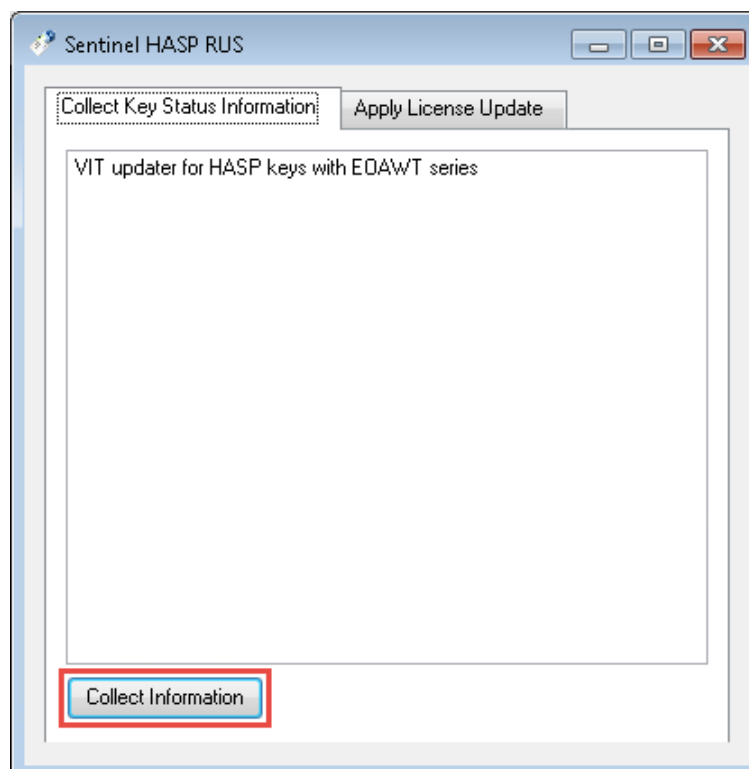 Sentinel HASP RUS
Collect Key Status Information
Apply License Update
VIT updater for HASP keys with EOAWT series
Collect Information